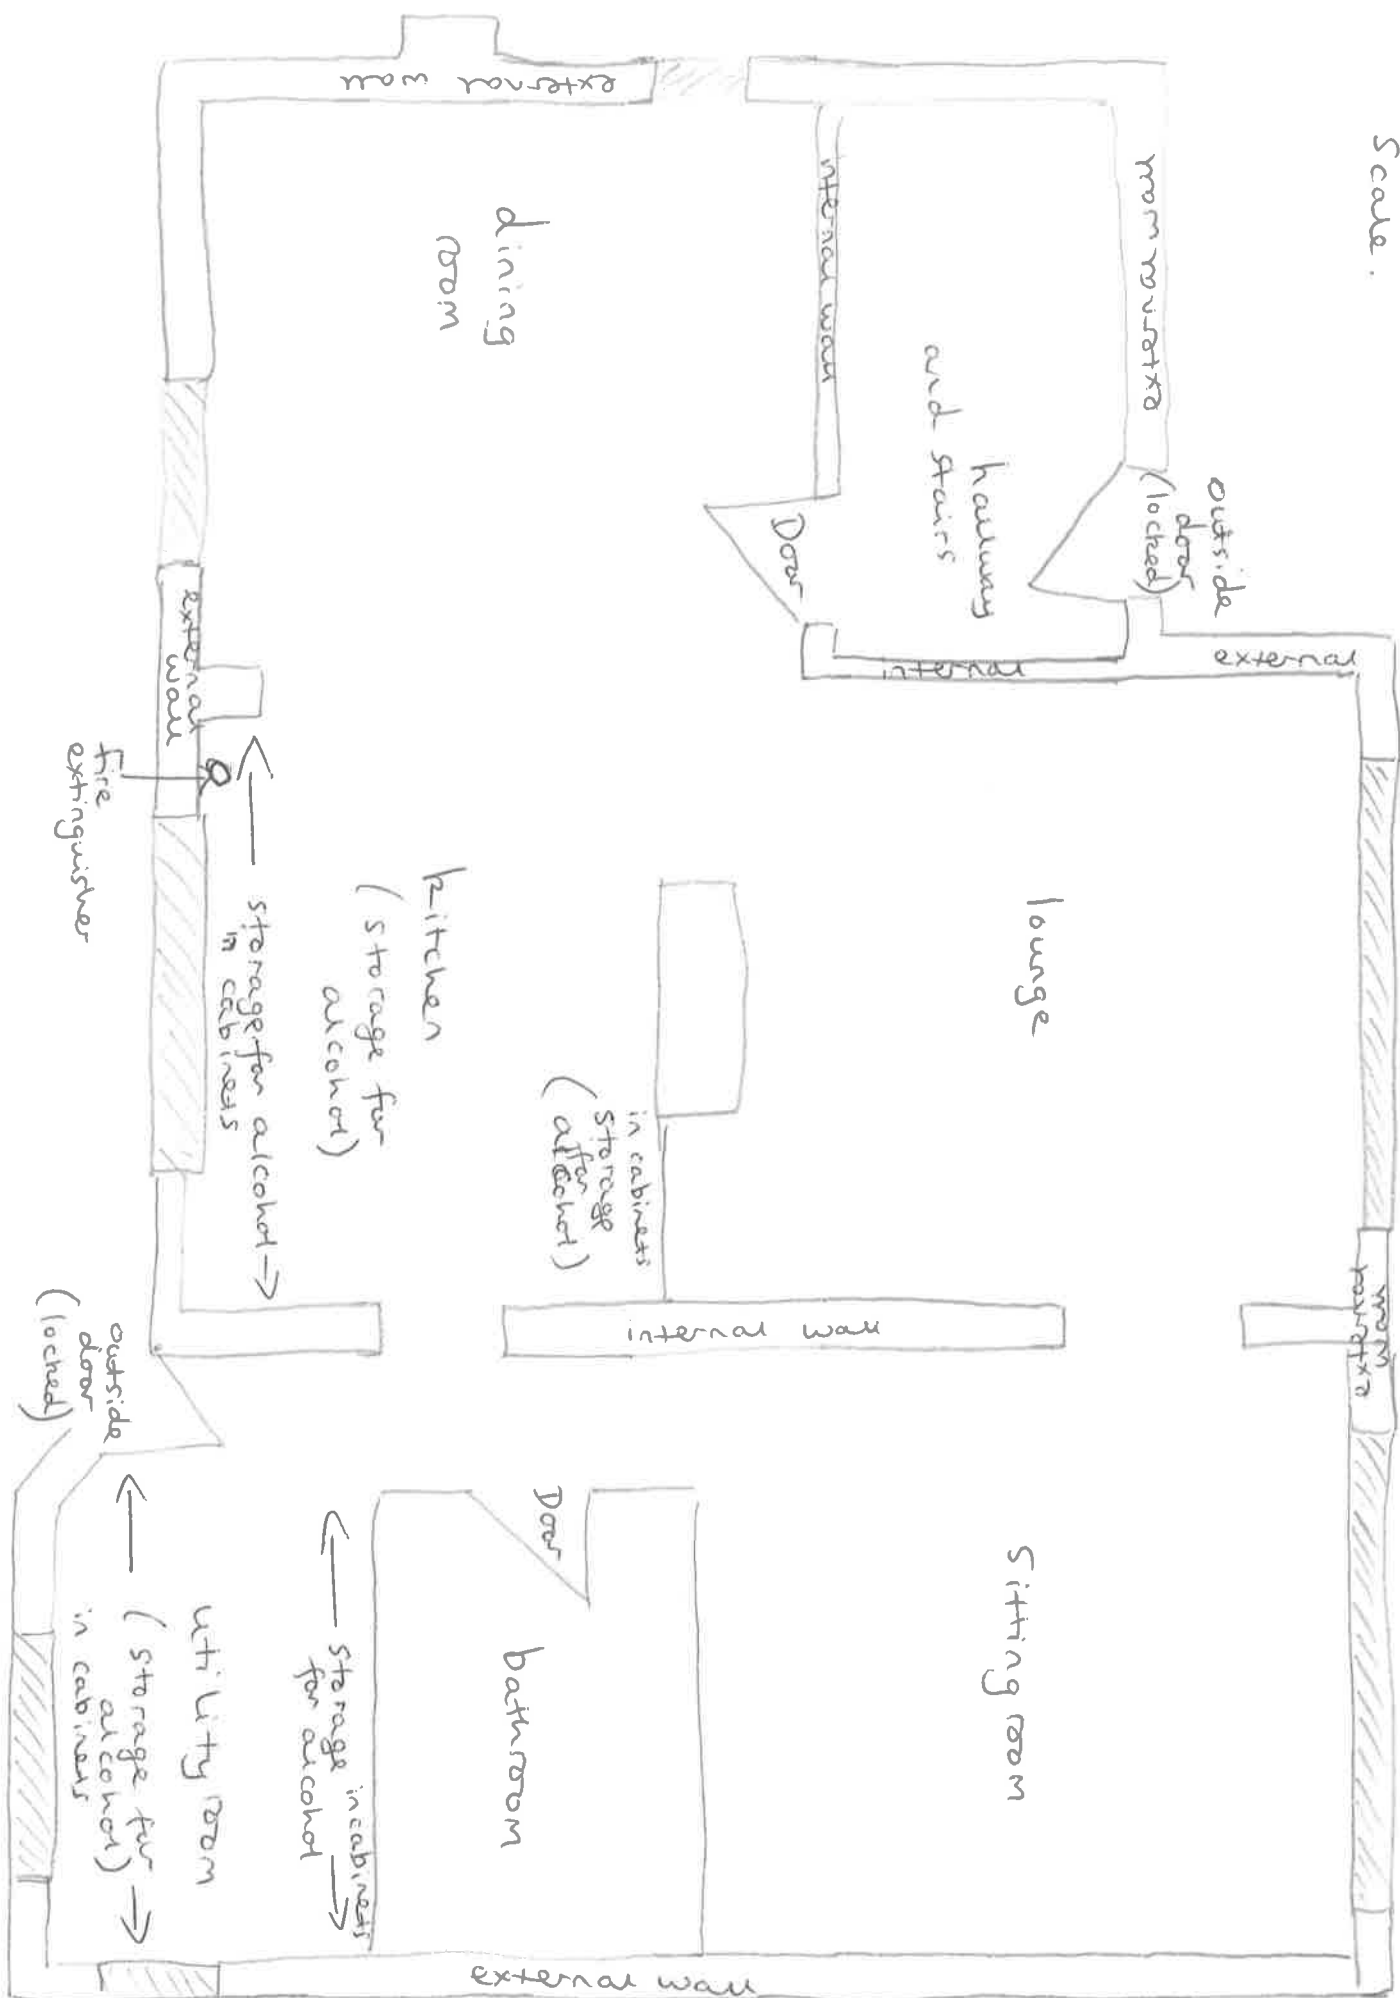 Scale.
external
wall
external
external wall
outside
door
(locked)
lounge
Sitting room
hallway
and stairs
internal
internal wall
Door
internal wall
in cabinets
storage
for
alcohol)
dining
room
kitchen
(storage for
alcohol)
Door
bathroom
external wall
external wall
storage in cabinets
for alcohol
storage for alcohol
in cabinets
external
wall
fire
extinguisher
outside
door
(locked)
utility room
(storage for
alcohol)
in cabinets